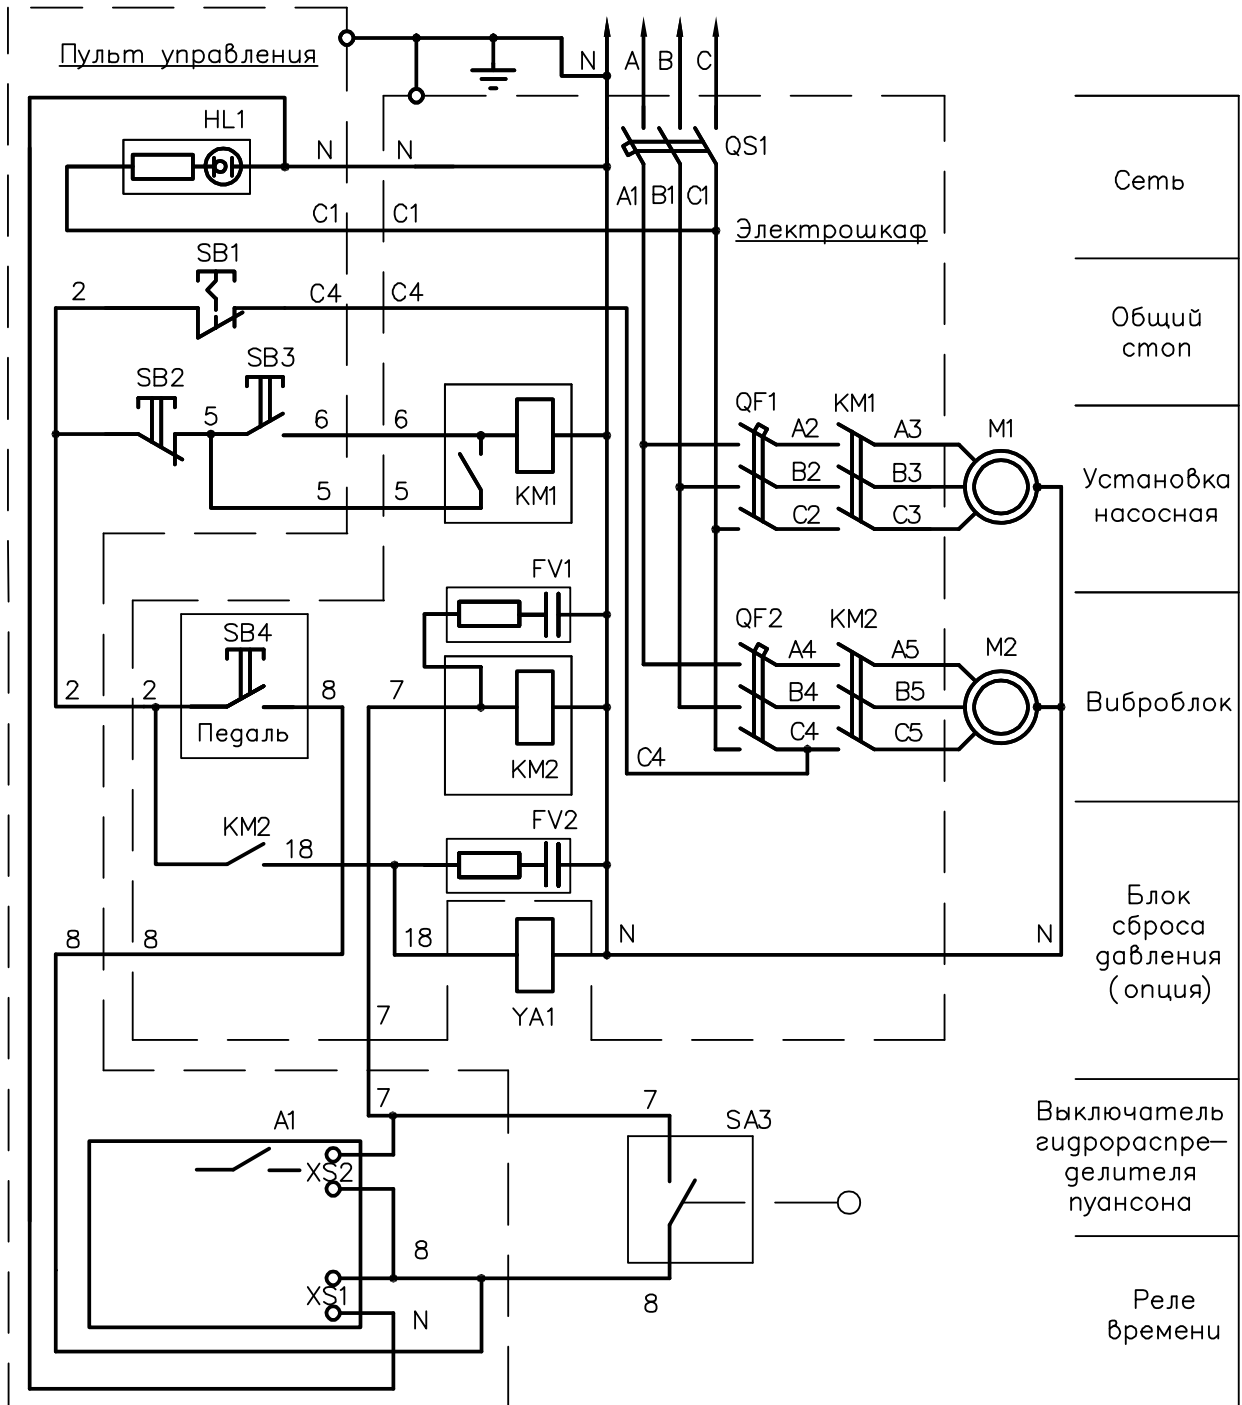 Пульт управления
N
A
B
C
HL1
N
N
QS1
A1
B1
C1
Сеть
C1
C1
Электрошкаф
SB1
2
C4
C4
Общий
стоп
SB2
SB3
5
6
6
5
5
KM1
QF1
A2
KM1
A3
M1
B2
B3
C2
C3
Установка
насосная
FV1
SB4
2
2
8
7
Педаль
KM2
QF2
A4
KM2
A5
M2
B4
B5
C4
C5
C4
Виброблок
KM2
18
FV2
8
8
18
N
N
YA1
7
Блок
сброса
давления
(опция)
7
7
A1
SA3
XS2
8
XS1
N
8
Выключатель
гидрораспре-
делителя
пуансона
Реле
времени